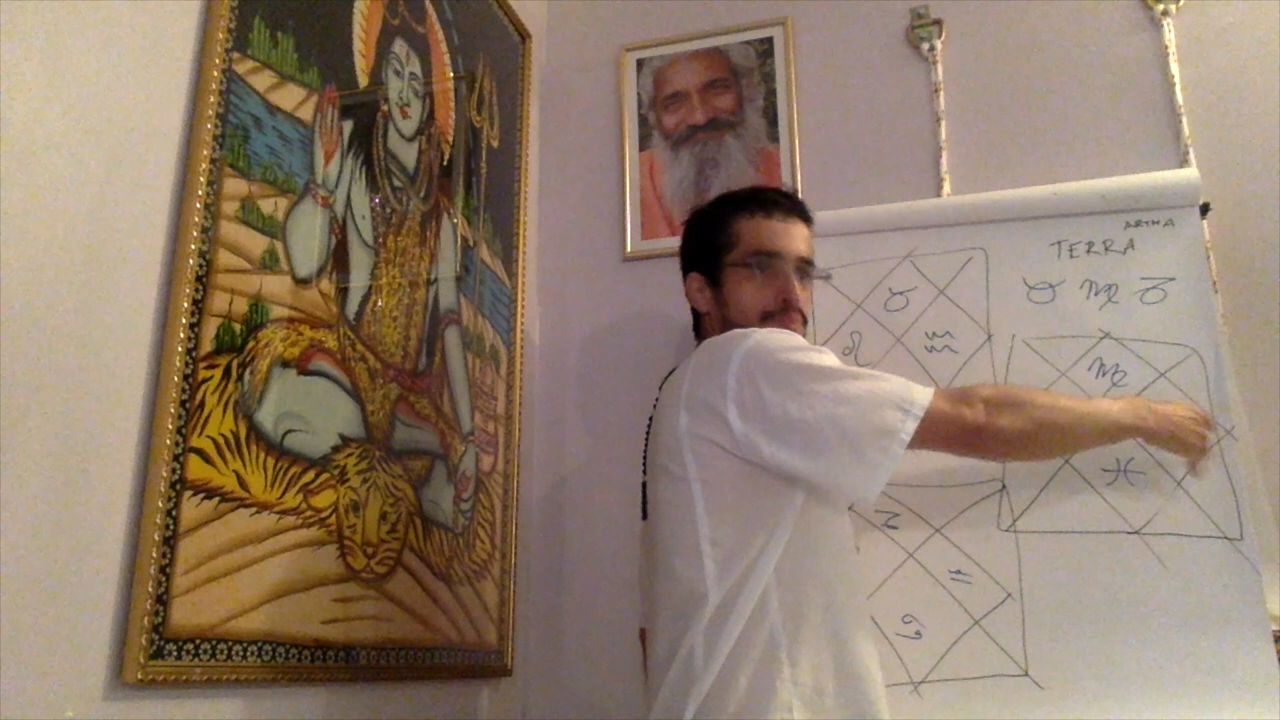 ARTHA
TERRA
♉ ♍ ♑
♉
♌ ♒
♍
♓
♋